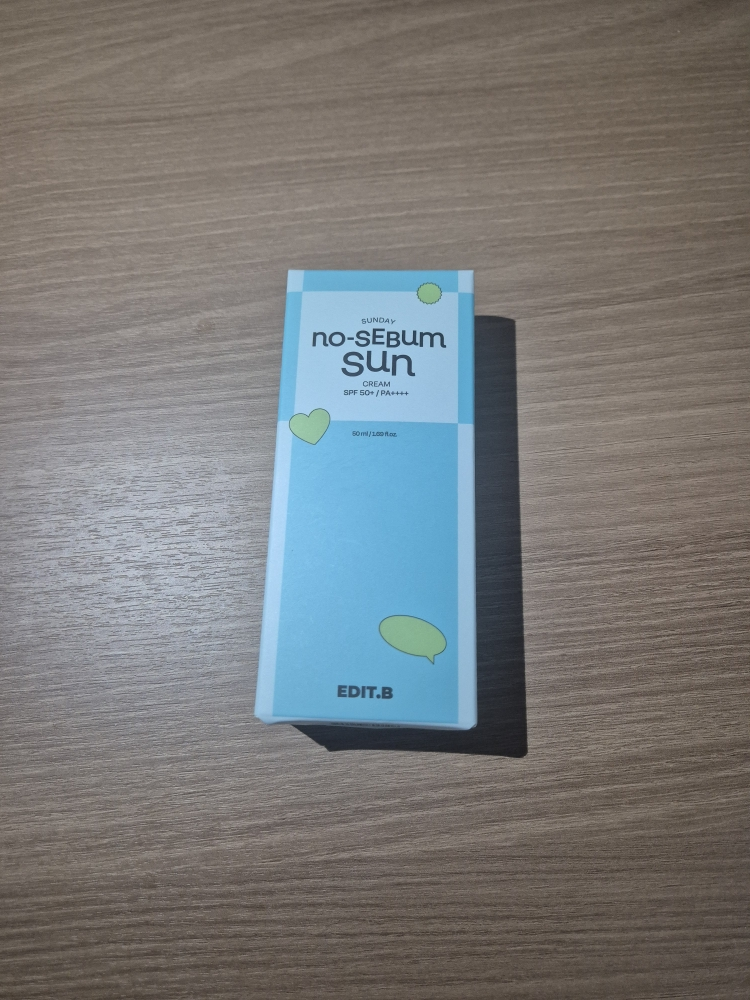 SUNDAY
no-SEBum
sun
CREAM
SPF 50+ / PA++++
50 ml / 1.69 fl.oz.
EDIT.B